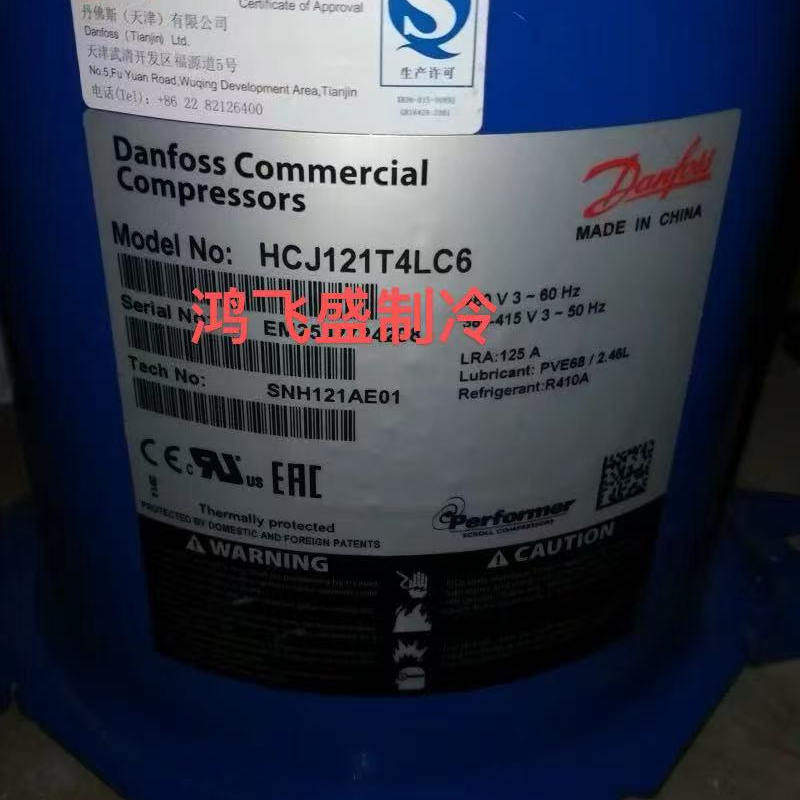 Certificate of Approval
丹佛斯（天津）有限公司
Danfoss (Tianjin) Ltd.
天津武清开发区福源道5号
No.5,Fu Yuan Road,Wuqing Development Area,Tianjin
电话(Tel)：+86 22 82126400
生产许可
Danfoss Commercial
Compressors
Danfoss
MADE IN CHINA
Model No: HCJ121T4LC6
V 3 ~ 60 Hz
鸿飞盛制冷
Serial
415 V 3 ~ 50 Hz
LRA:125 A
Lubricant: PVE68 / 2.46L
Refrigerant:R410A
Tech No: SNH121AE01
CE c RU US EAC
Thermally protected
PROTECTED BY DOMESTIC AND FOREIGN PATENTS
Performer
SCROLL COMPRESSORS
WARNING
CAUTION